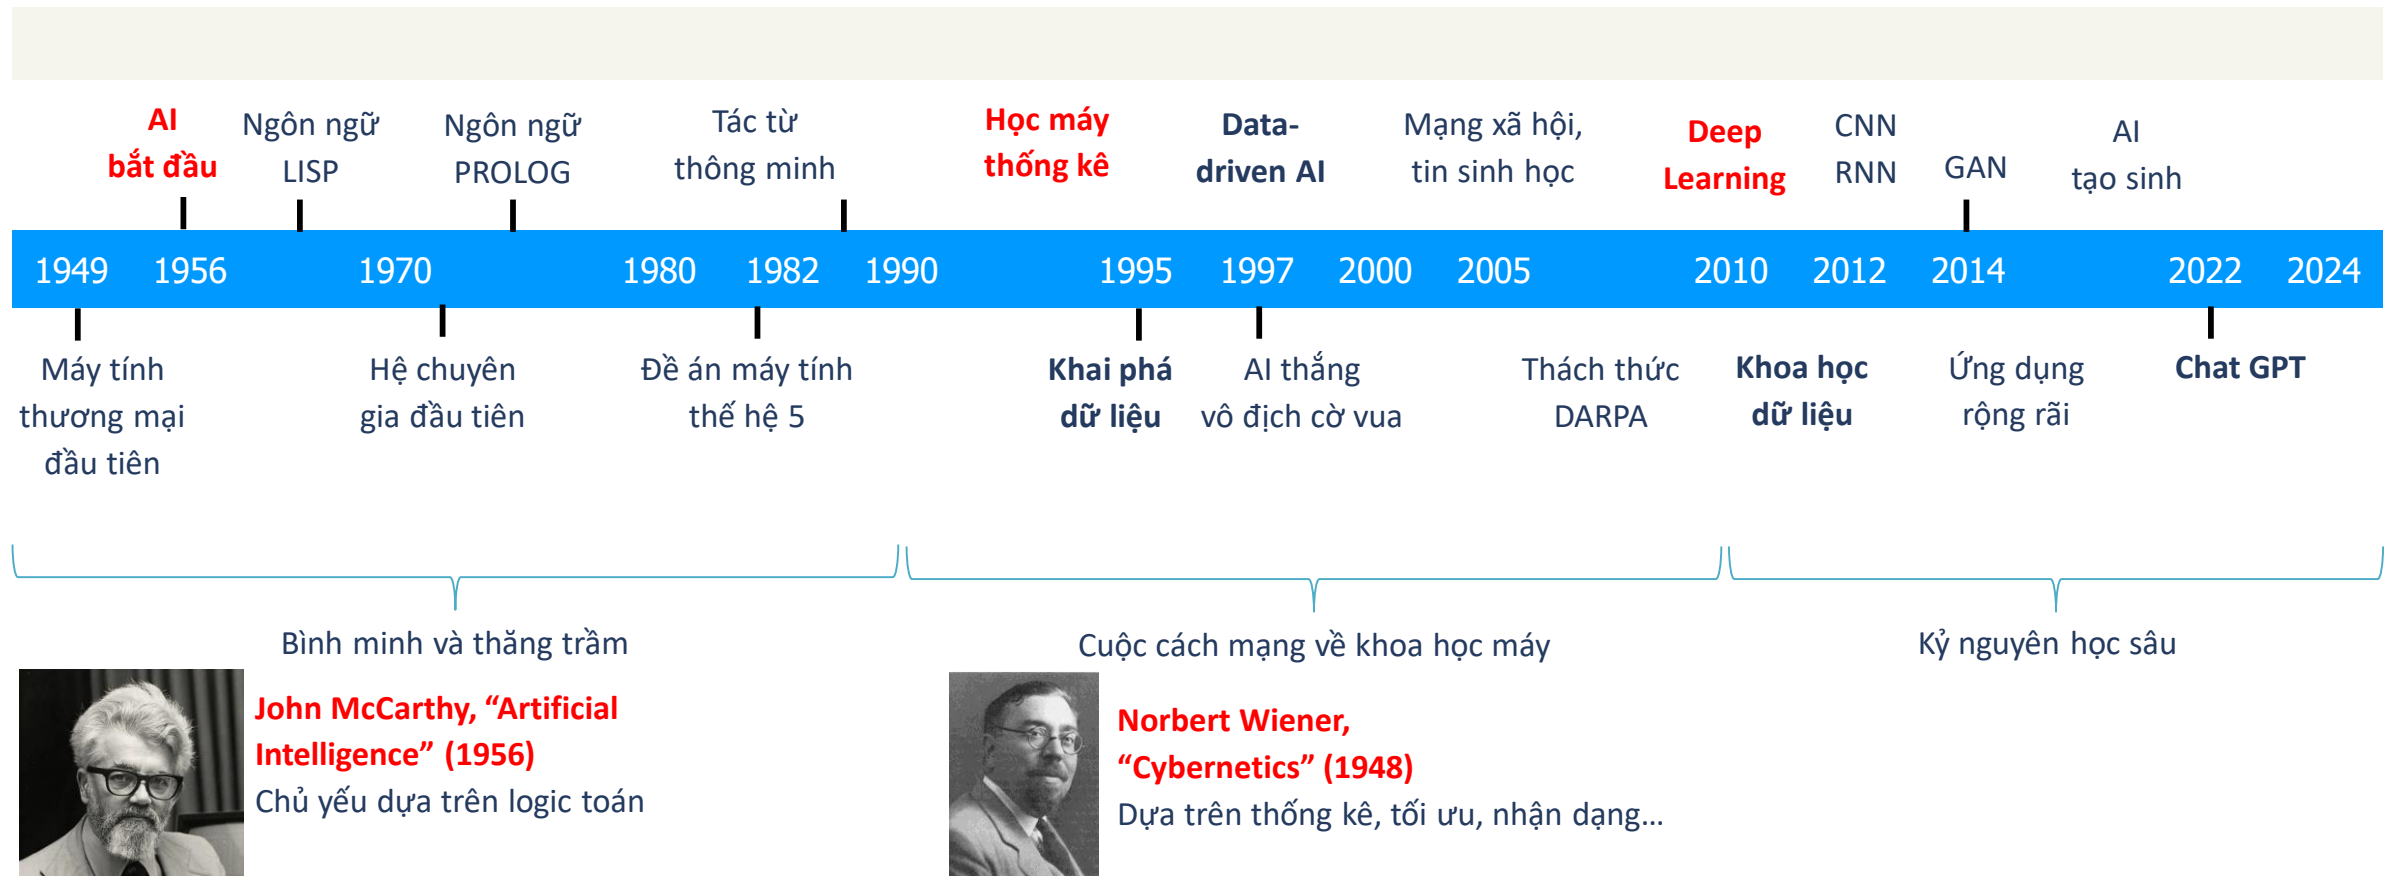 AI
bắt đầu
Ngôn ngữ
LISP
Ngôn ngữ
PROLOG
Tác từ
thông minh
Học máy
thống kê
Data-
driven AI
Mạng xã hội,
tin sinh học
Deep
Learning
CNN
RNN
GAN
AI
tạo sinh
1949 1956 1970 1980 1982 1990 1995 1997 2000 2005 2010 2012 2014 2022 2024
Máy tính
thương mại
đầu tiên
Hệ chuyên
gia đầu tiên
Đề án máy tính
thế hệ 5
Khai phá
dữ liệu
AI thắng
vô địch cờ vua
Thách thức
DARPA
Khoa học
dữ liệu
Ứng dụng
rộng rãi
Chat GPT
Bình minh và thăng trầm
Cuộc cách mạng về khoa học máy
Kỷ nguyên học sâu
John McCarthy, “Artificial
Intelligence” (1956)
Chủ yếu dựa trên logic toán
Norbert Wiener,
“Cybernetics” (1948)
Dựa trên thống kê, tối ưu, nhận dạng...